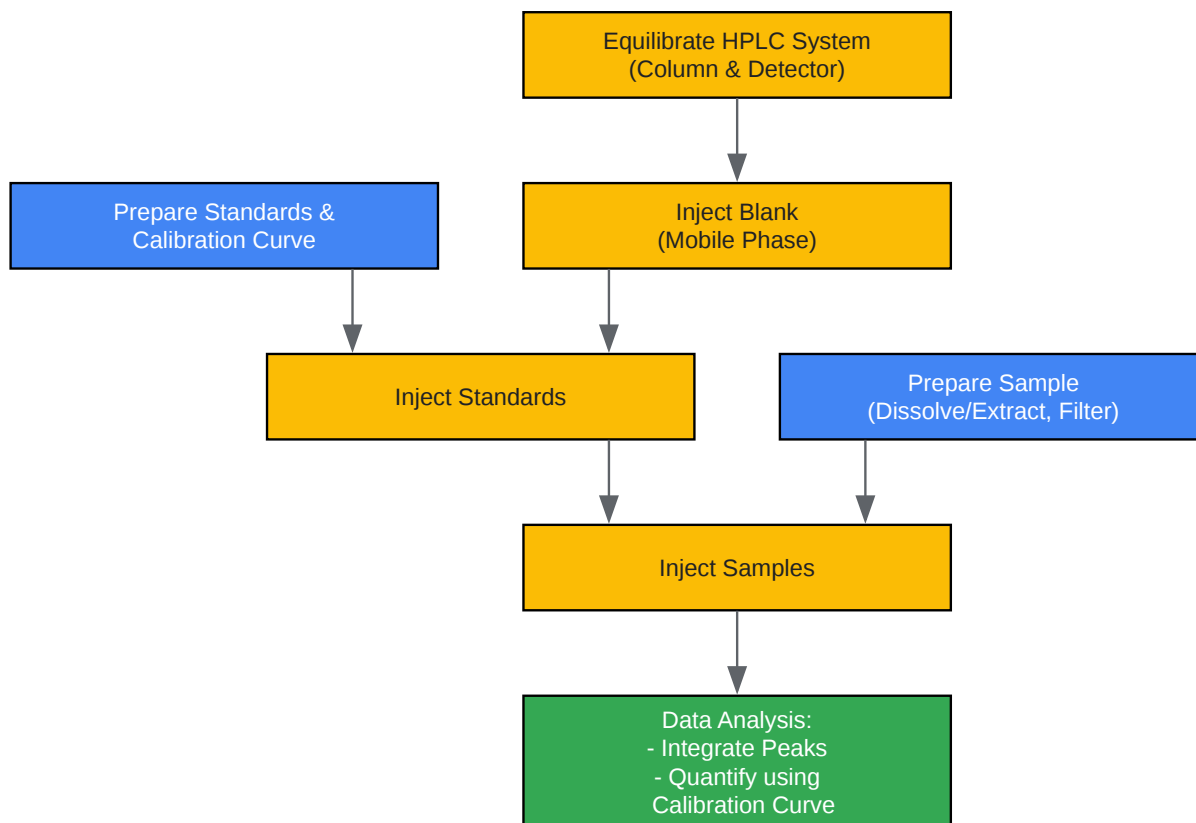 Equilibrate HPLC System
(Column & Detector)
Prepare Standards &
Calibration Curve
Inject Blank
(Mobile Phase)
Inject Standards
Prepare Sample
(Dissolve/Extract, Filter)
Inject Samples
Data Analysis:
- Integrate Peaks
- Quantify using
Calibration Curve